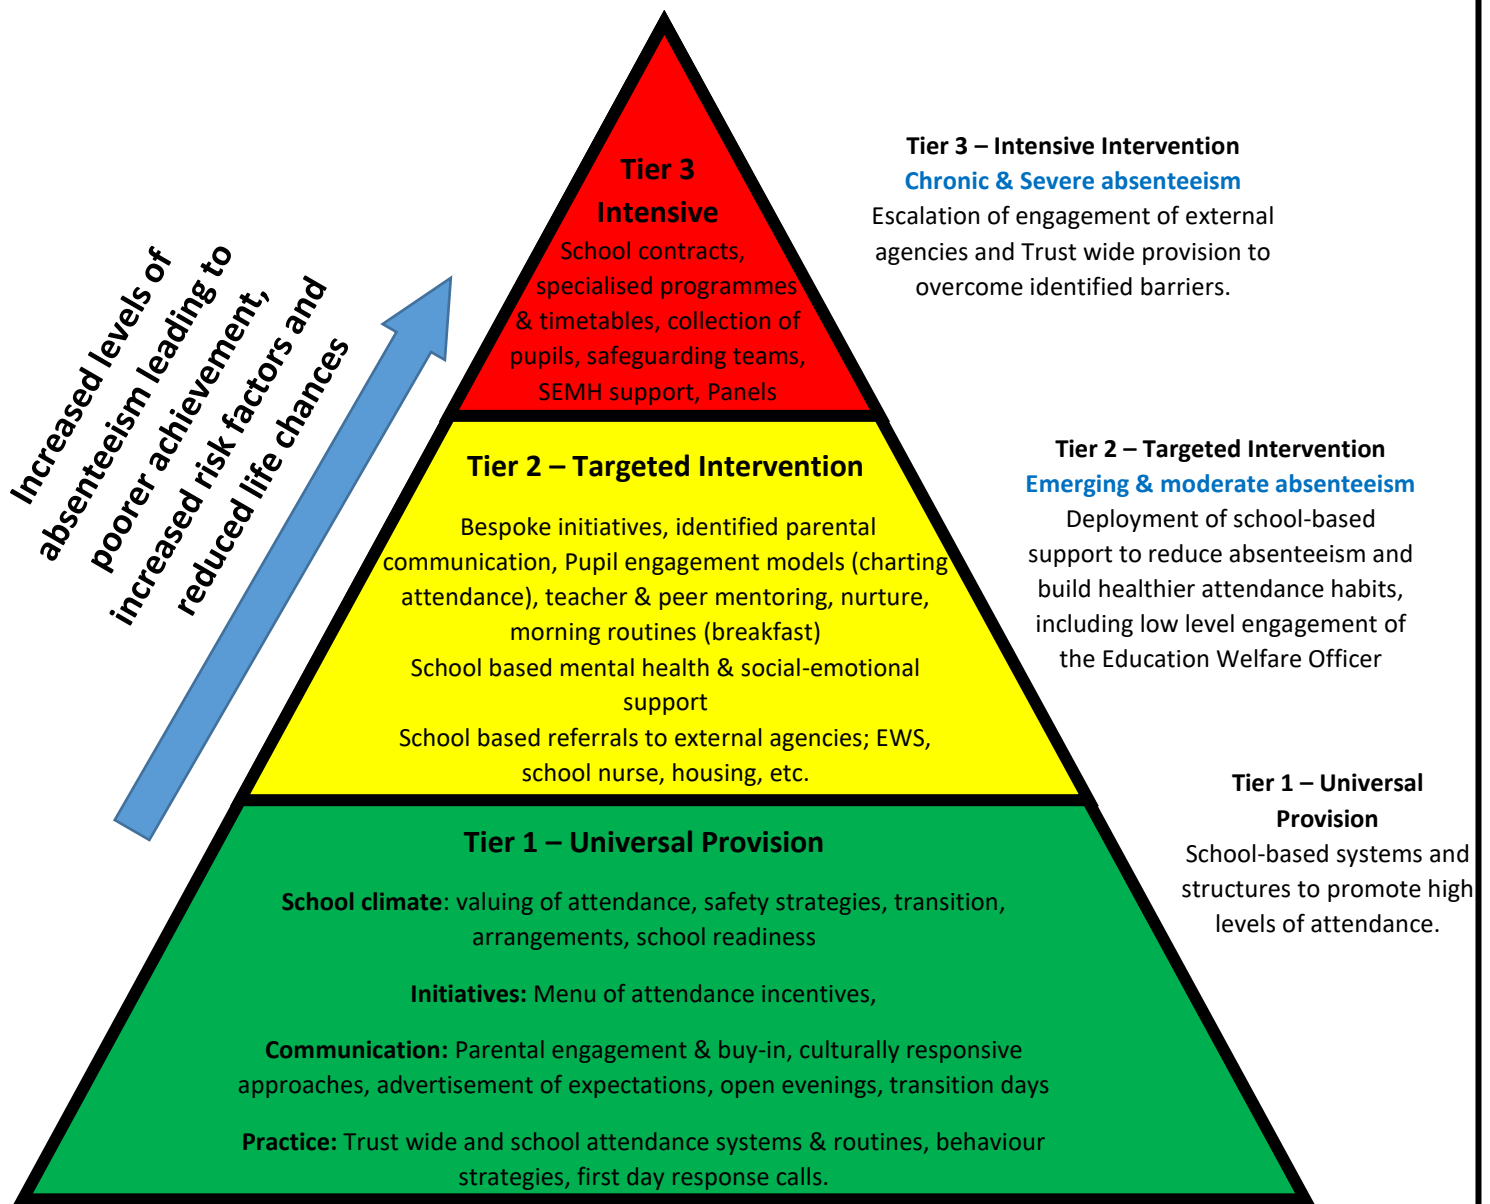 Increased levels of
absenteeism leading to
poorer achievement,
increased risk factors and
reduced life chances
Tier 3
Intensive
School contracts,
specialised programmes
& timetables, collection of
pupils, safeguarding teams,
SEMH support, Panels
Tier 3 – Intensive Intervention
Chronic & Severe absenteeism
Escalation of engagement of external
agencies and Trust wide provision to
overcome identified barriers.
Tier 2 – Targeted Intervention
Bespoke initiatives, identified parental
communication, Pupil engagement models (charting
attendance), teacher & peer mentoring, nurture,
morning routines (breakfast)
School based mental health & social-emotional
support
School based referrals to external agencies; EWS,
school nurse, housing, etc.
Tier 2 – Targeted Intervention
Emerging & moderate absenteeism
Deployment of school-based
support to reduce absenteeism and
build healthier attendance habits,
including low level engagement of
the Education Welfare Officer
Tier 1 – Universal Provision
School climate: valuing of attendance, safety strategies, transition,
arrangements, school readiness
Initiatives: Menu of attendance incentives,
Communication: Parental engagement & buy-in, culturally responsive
approaches, advertisement of expectations, open evenings, transition days
Practice: Trust wide and school attendance systems & routines, behaviour
strategies, first day response calls.
Tier 1 – Universal
Provision
School-based systems and
structures to promote high
levels of attendance.